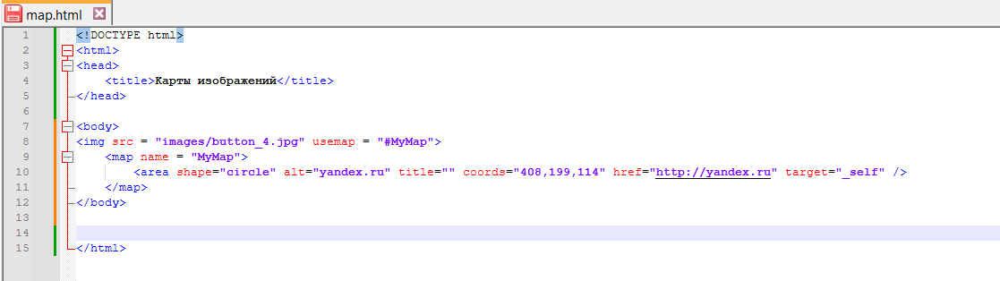 map.html
1 <!DOCTYPE html>
2 <html>
3 <head>
4 <title>Карты изображений</title>
5 </head>
6
7 <body>
8 <img src = "images/button_4.jpg" usemap = "#MyMap">
9 <map name = "MyMap">
10 <area shape="circle" alt="yandex.ru" title="" coords="408,199,114" href="http://yandex.ru" target="_self" />
11 </map>
12 </body>
13
14
15 </html>